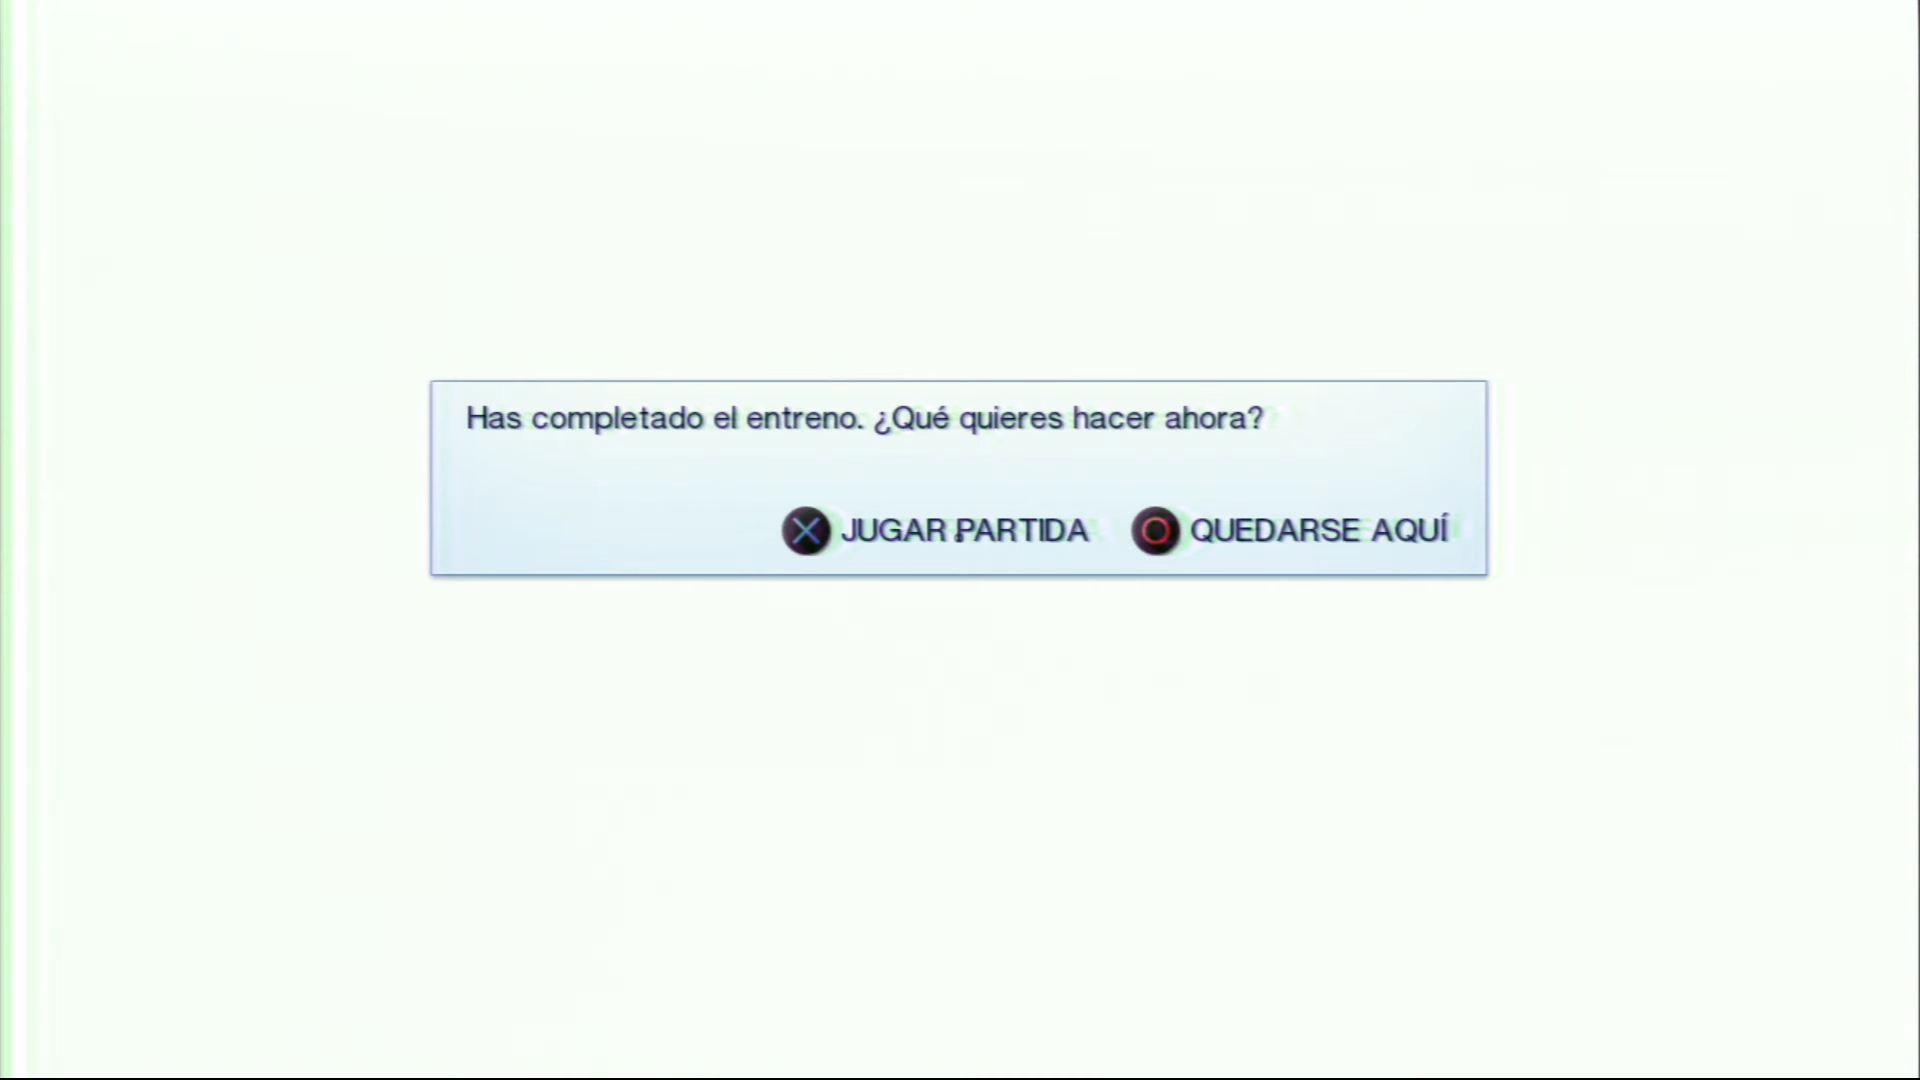 Has completado el entreno. ¿Qué quieres hacer ahora?
JUGAR PARTIDA QUEDARSE AQUÍ